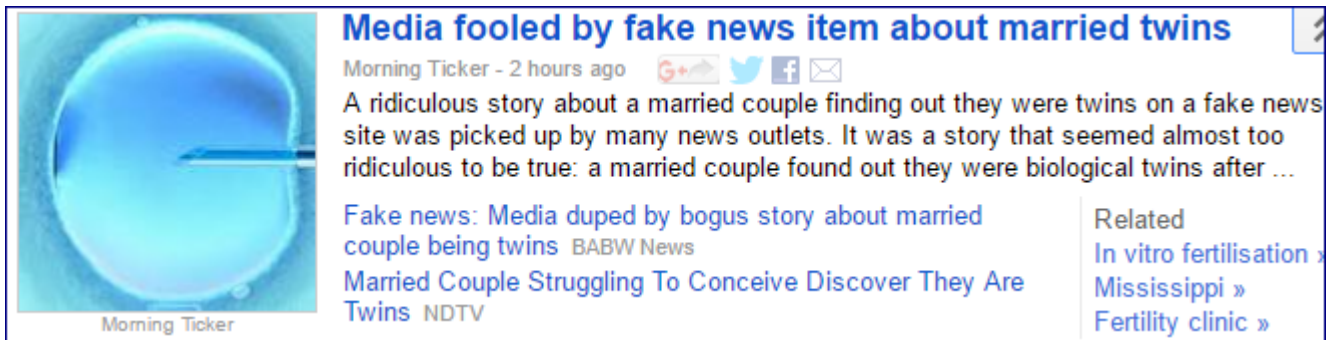 Media fooled by fake news item about married twins
Morning Ticker - 2 hours ago G+
A ridiculous story about a married couple finding out they were twins on a fake news
site was picked up by many news outlets. It was a story that seemed almost too
ridiculous to be true: a married couple found out they were biological twins after ...
Fake news: Media duped by bogus story about married
couple being twins BABW News
Married Couple Struggling To Conceive Discover They Are
Twins NDTV
Related
In vitro fertilisation »
Mississippi »
Fertility clinic »
Morning Ticker